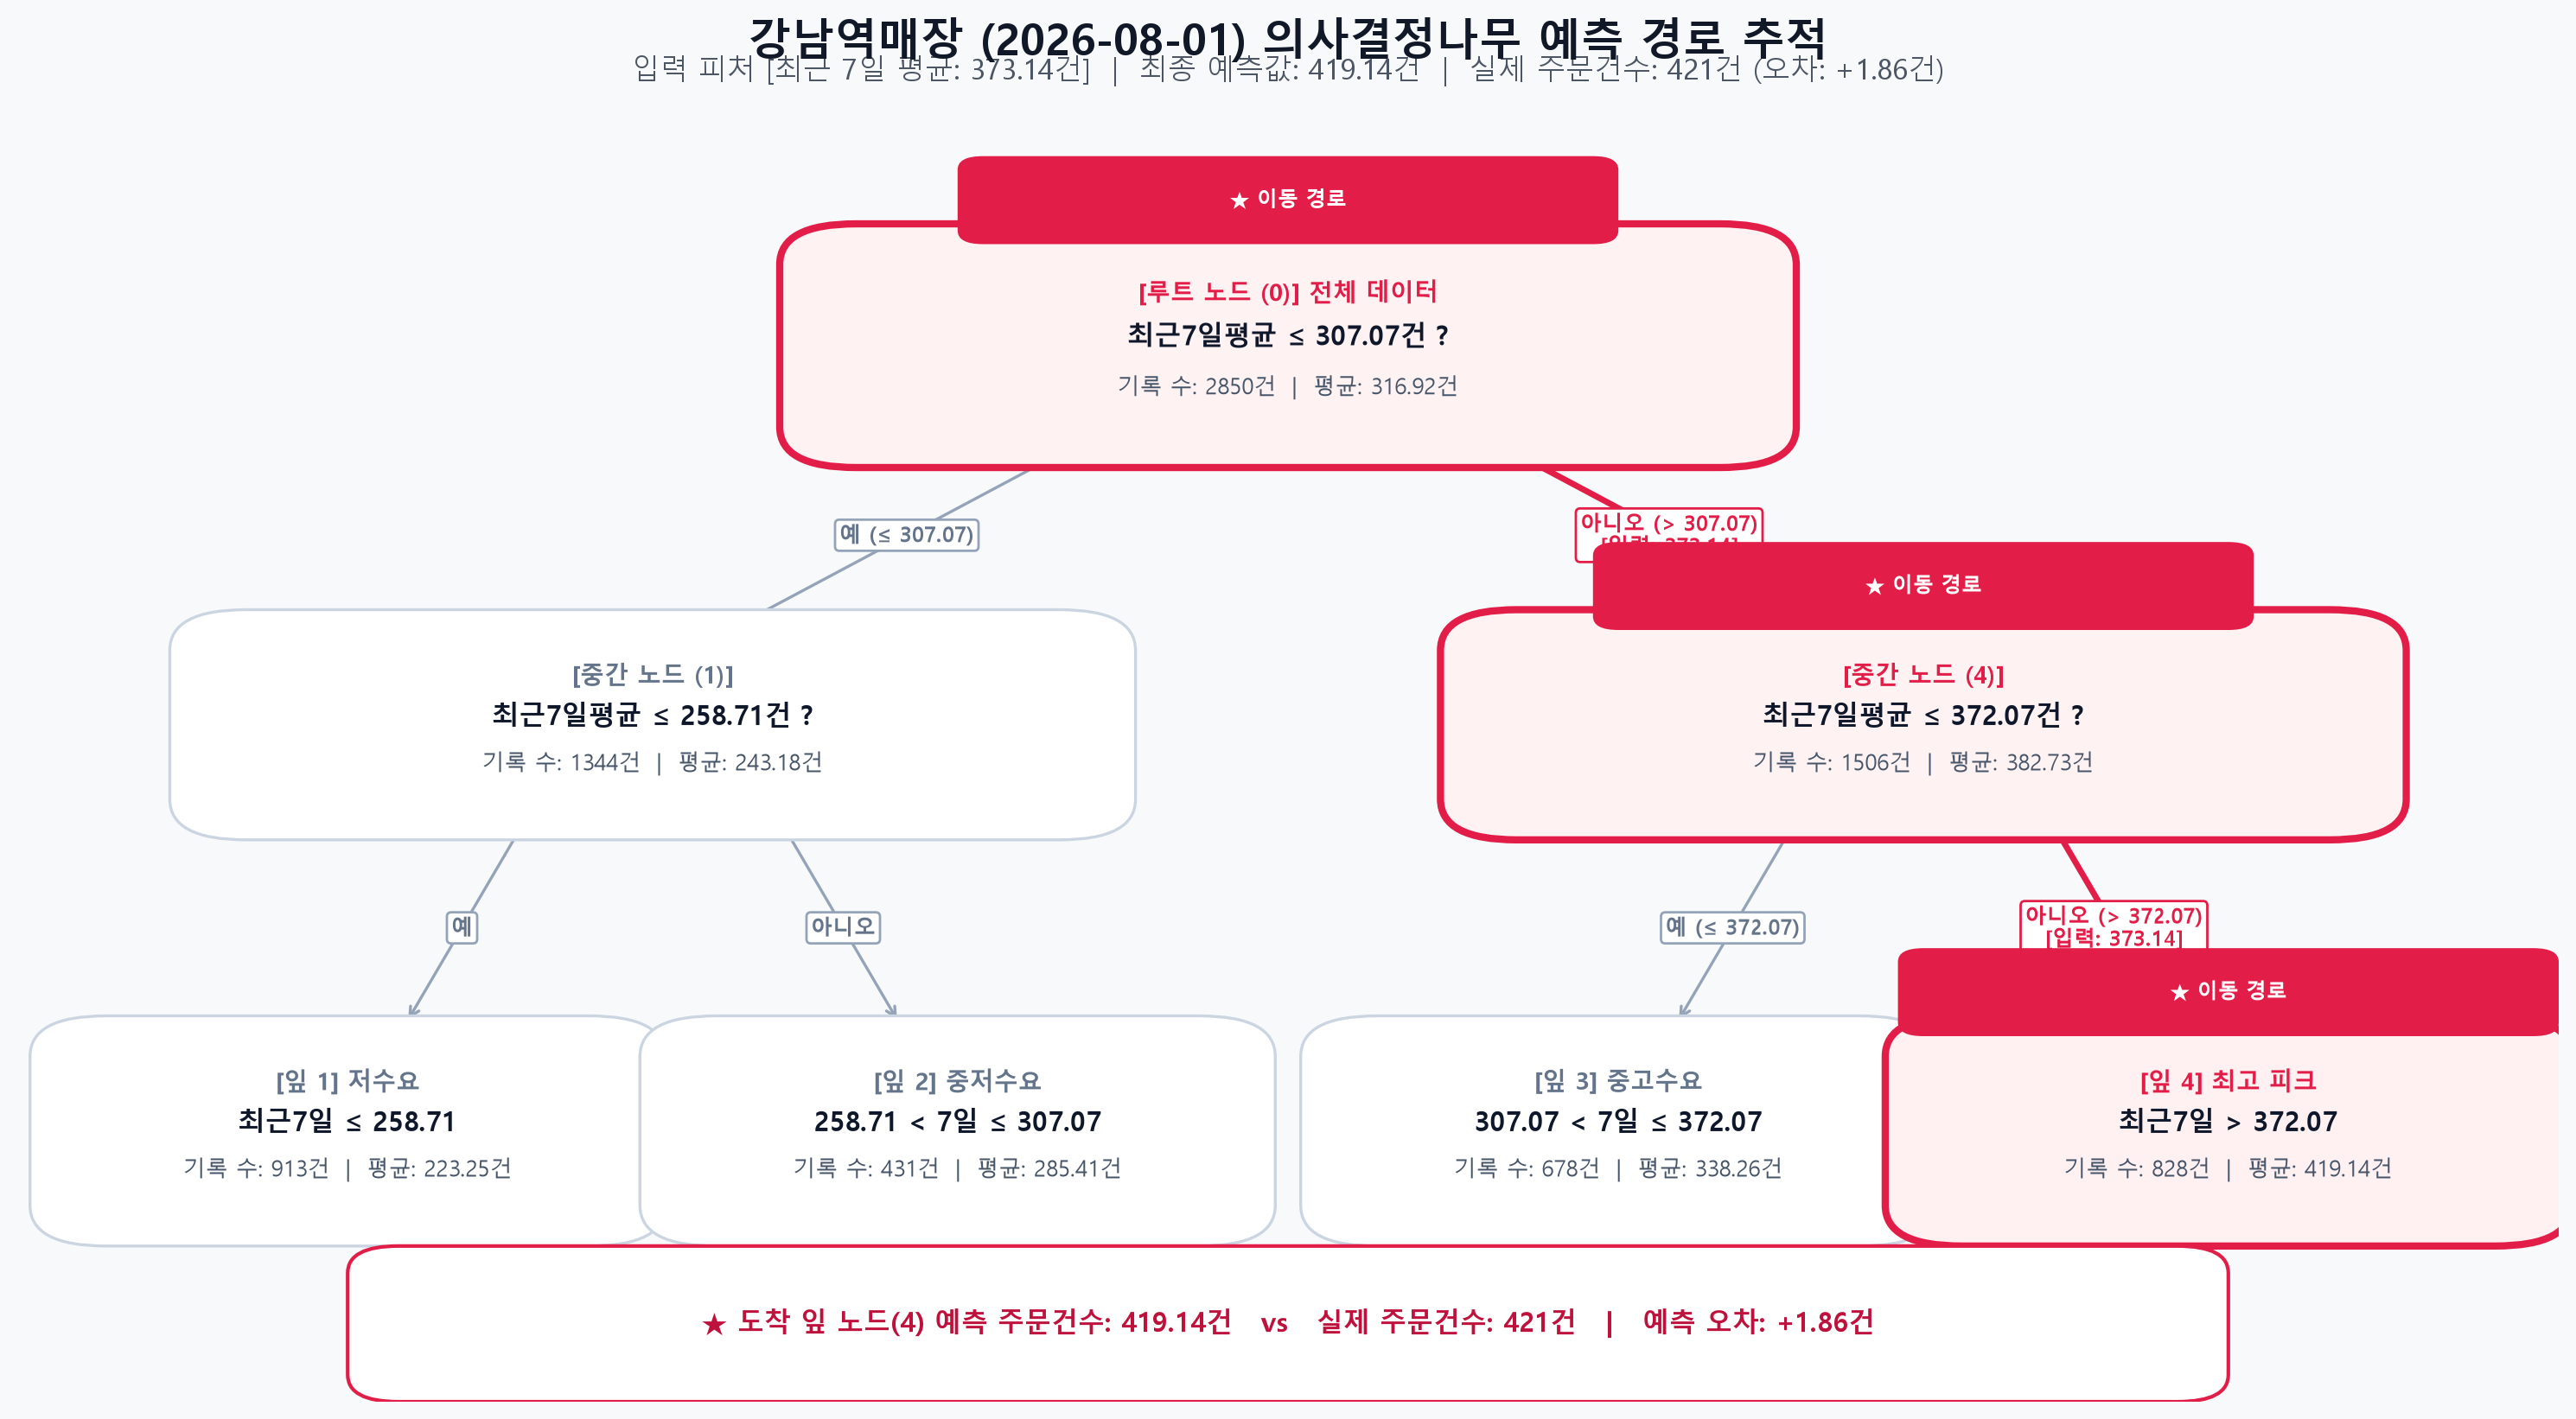 강남역매장 (2026-08-01) 의사결정나무 예측 경로 추적
입력 피처 [최근 7일 평균: 373.14건] | 최종 예측값: 419.14건 | 실제 주문건수: 421건 (오차: +1.86건)
★ 이동 경로
[루트 노드 (0)] 전체 데이터
최근7일평균 ≤ 307.07건 ?
기록 수: 2850건 | 평균: 316.92건
예 (≤ 307.07)
아니오 (> 307.07)
[입력: 373.14]
★ 이동 경로
[중간 노드 (1)]
최근7일평균 ≤ 258.71건 ?
기록 수: 1344건 | 평균: 243.18건
[중간 노드 (4)]
최근7일평균 ≤ 372.07건 ?
기록 수: 1506건 | 평균: 382.73건
예
아니오
예 (≤ 372.07)
아니오 (> 372.07)
[입력: 373.14]
★ 이동 경로
[잎 1] 저수요
최근7일 ≤ 258.71
기록 수: 913건 | 평균: 223.25건
[잎 2] 중저수요
258.71 < 7일 ≤ 307.07
기록 수: 431건 | 평균: 285.41건
[잎 3] 중고수요
307.07 < 7일 ≤ 372.07
기록 수: 678건 | 평균: 338.26건
[잎 4] 최고 피크
최근7일 > 372.07
기록 수: 828건 | 평균: 419.14건
★ 도착 잎 노드(4) 예측 주문건수: 419.14건 vs 실제 주문건수: 421건 | 예측 오차: +1.86건